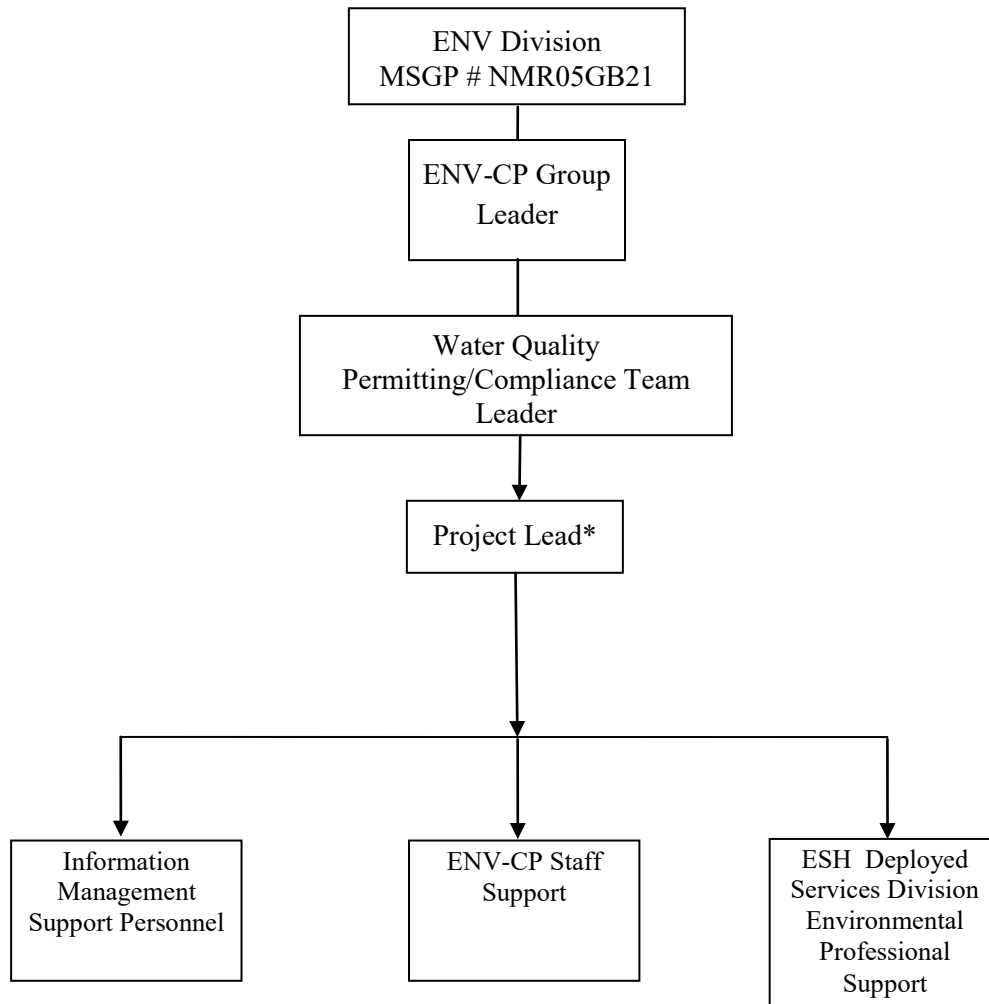 ENV Division
MSGP # NMR05GB21
ENV-CP Group
Leader
Water Quality
Permitting/Compliance Team
Leader
Project Lead*
Information
Management
Support Personnel
ENV-CP Staff
Support
ESH Deployed
Services Division
Environmental
Professional
Support